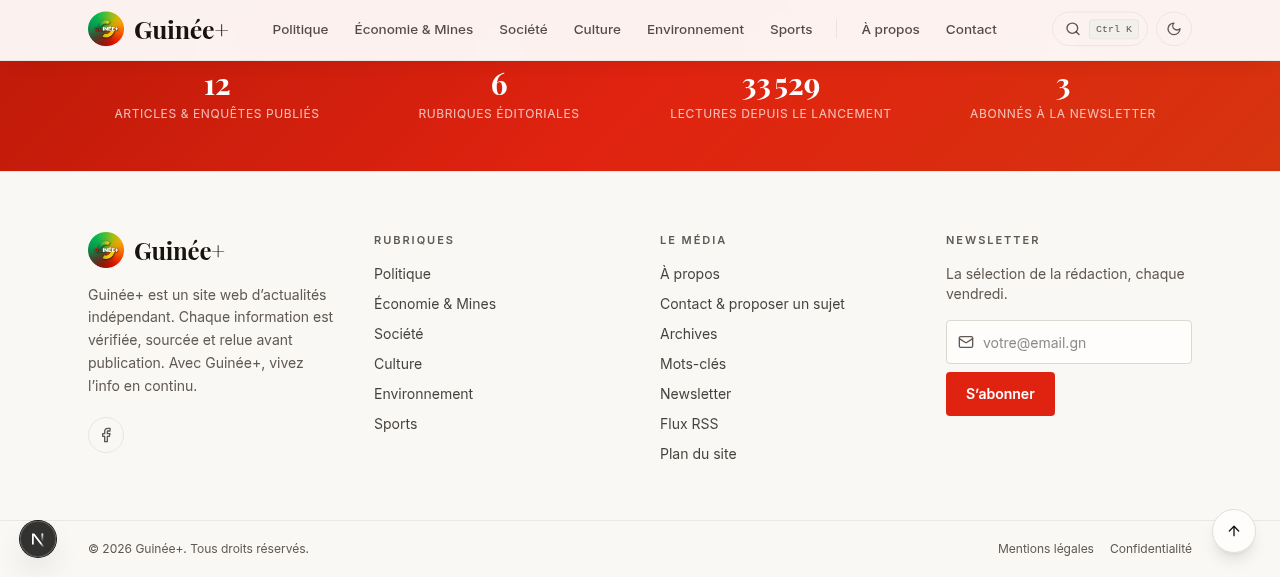 Guinée+
Politique
Économie & Mines
Société
Culture
Environnement
Sports
À propos
Contact
Ctrl K
12
ARTICLES & ENQUÊTES PUBLIÉS
6
RUBRIQUES ÉDITORIALES
33 529
LECTURES DEPUIS LE LANCEMENT
3
ABONNÉS À LA NEWSLETTER
Guinée+
Guinée+ est un site web d’actualités
indépendant. Chaque information est
vérifiée, sourcée et relue avant
publication. Avec Guinée+, vivez
l’info en continu.
RUBRIQUES
Politique
Économie & Mines
Société
Culture
Environnement
Sports
LE MÉDIA
À propos
Contact & proposer un sujet
Archives
Mots-clés
Newsletter
Flux RSS
Plan du site
NEWSLETTER
La sélection de la rédaction, chaque
vendredi.
votre@email.gn
S’abonner
© 2026 Guinée+. Tous droits réservés.
Mentions légales
Confidentialité